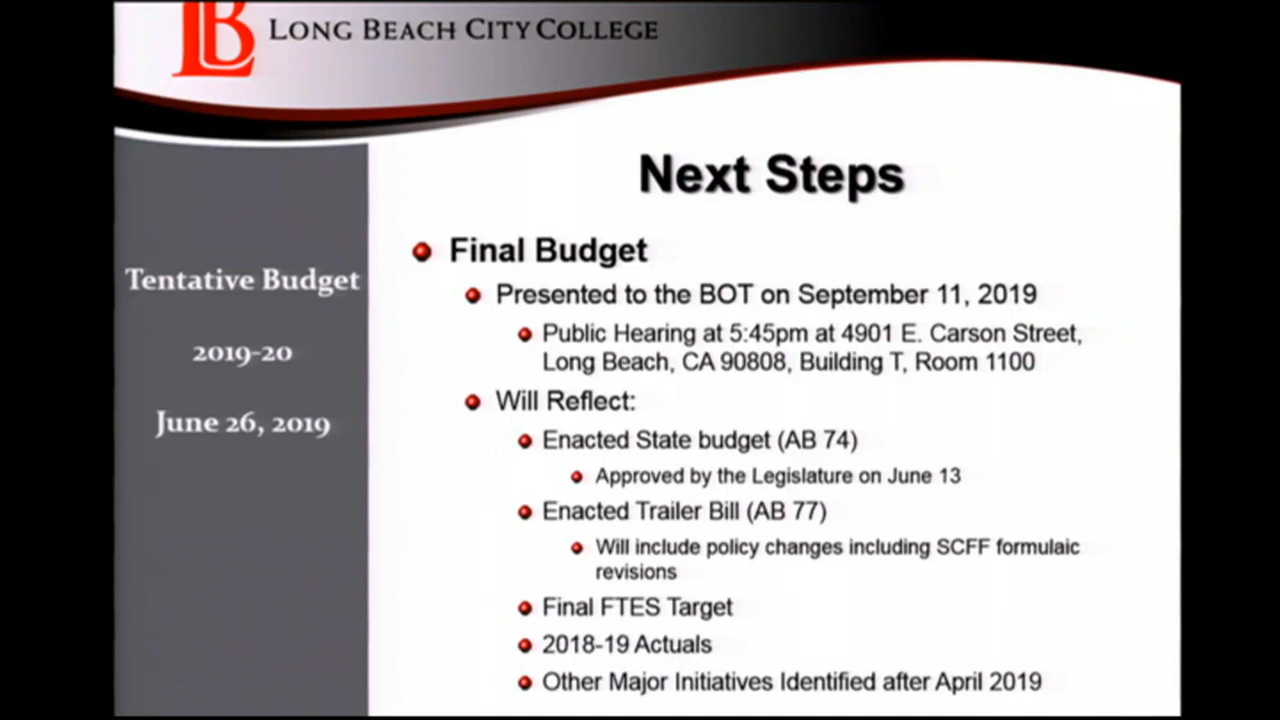 LB LONG BEACH CITY COLLEGE
Tentative Budget
2019-20
June 26, 2019
Next Steps
Final Budget
Presented to the BOT on September 11, 2019
Public Hearing at 5:45pm at 4901 E. Carson Street,
Long Beach, CA 90808, Building T, Room 1100
Will Reflect:
Enacted State budget (AB 74)
Approved by the Legislature on June 13
Enacted Trailer Bill (AB 77)
Will include policy changes including SCFF formulaic
revisions
Final FTES Target
2018-19 Actuals
Other Major Initiatives Identified after April 2019